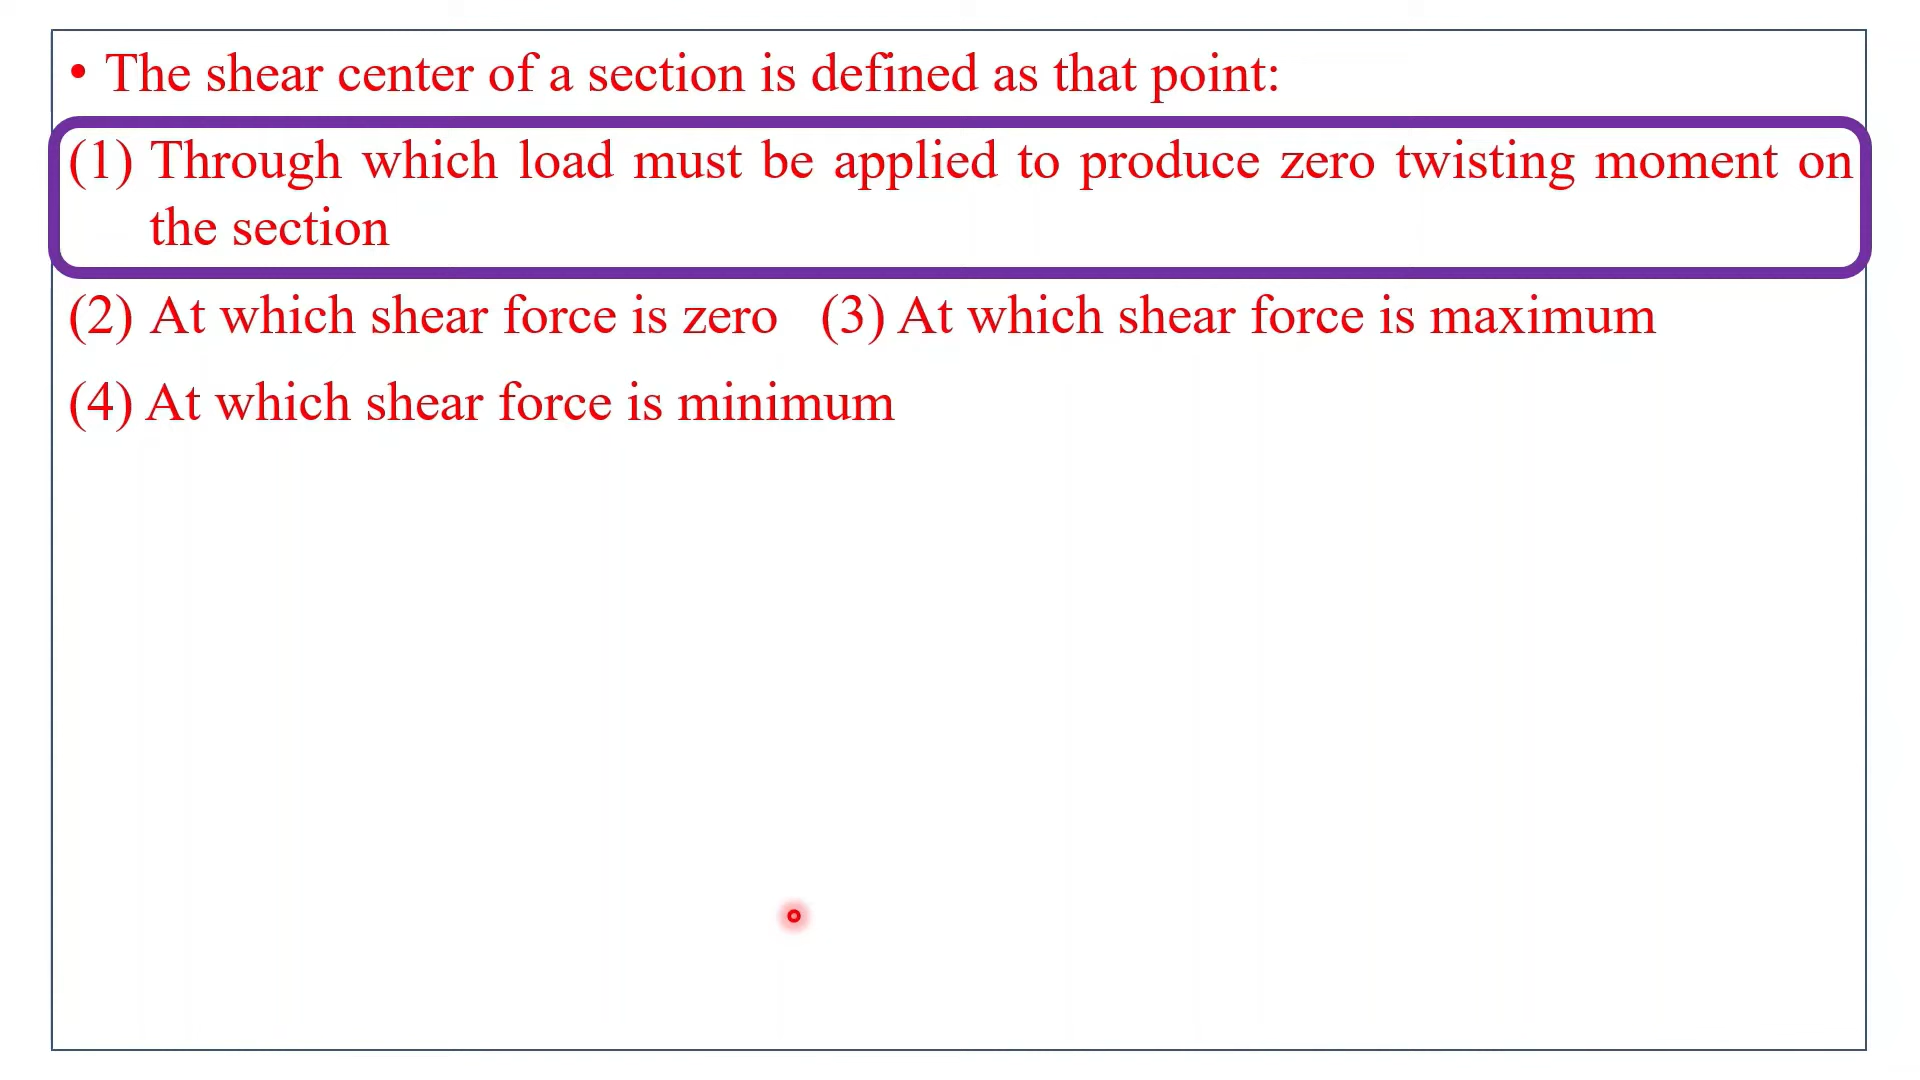 • The shear center of a section is defined as that point:
(1) Through which load must be applied to produce zero twisting moment on
the section
(2) At which shear force is zero (3) At which shear force is maximum
(4) At which shear force is minimum